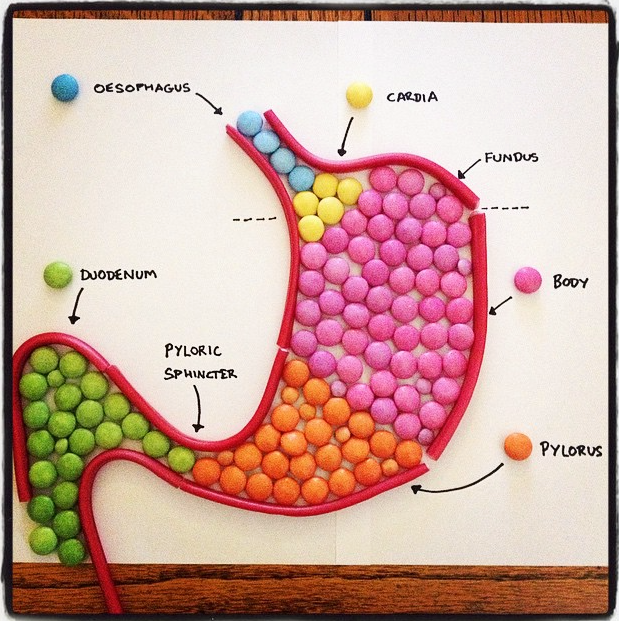 OESOPHAGUS
CARDIA
FUNDUS
DUODENUM
BODY
PYLORIC
SPHINCTER
PYLORUS